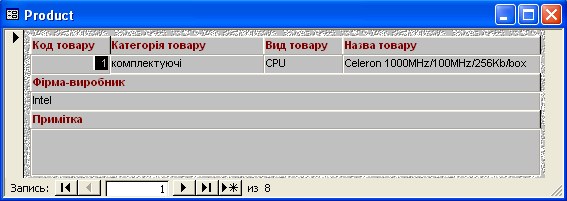 Product
Код товару Категорія товару Вид товару Назва товару
1 комплектуючі CPU Celeron 1000MHz/100MHz/256Kb/box
Фірма-виробник
Intel
Примітка
Запись: 1 из 8